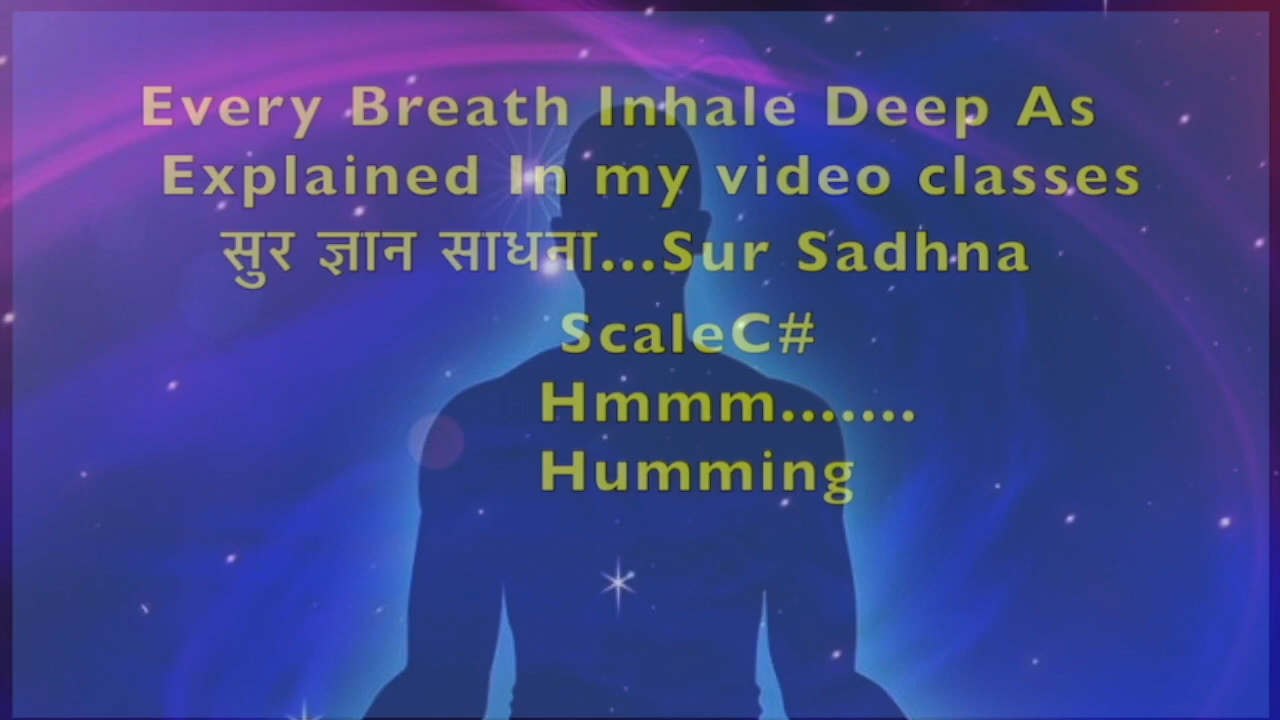 Every Breath Inhale Deep As
Explained In my video classes
सुर ज्ञान साधना...Sur Sadhna
ScaleC#
Hmmm.......
Humming